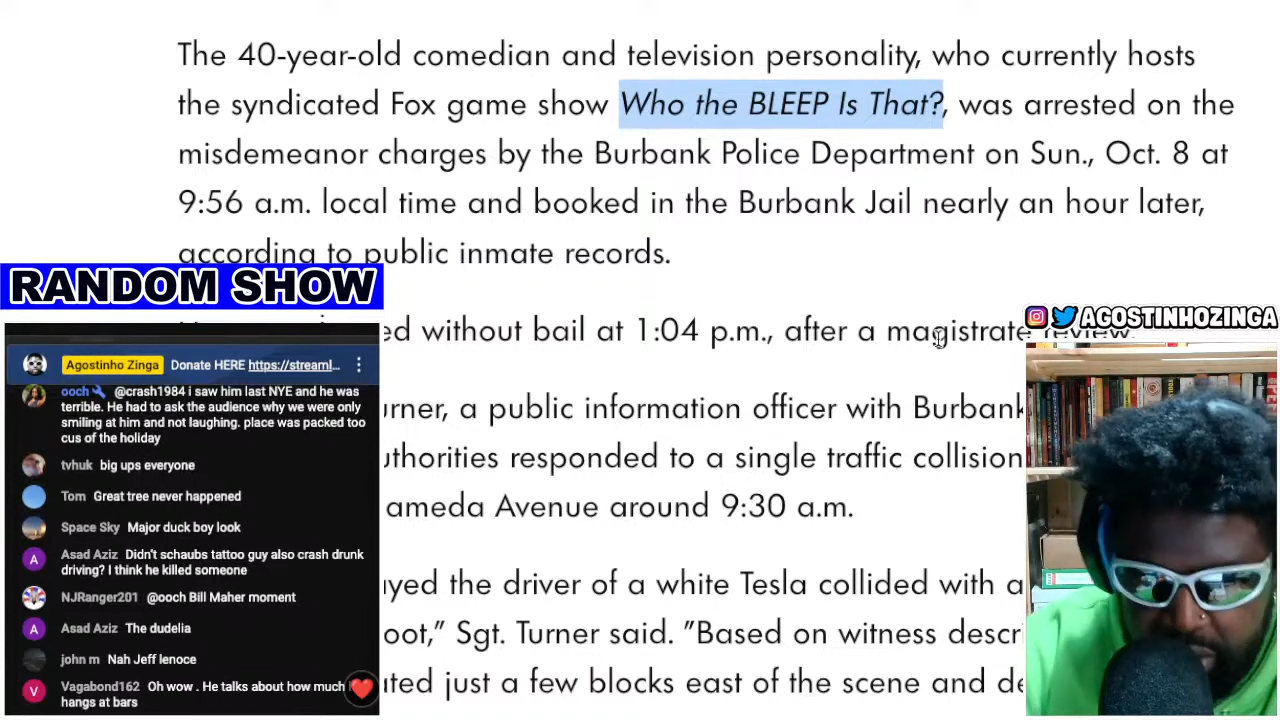 The 40-year-old comedian and television personality, who currently hosts
the syndicated Fox game show Who the BLEEP Is That?, was arrested on the
misdemeanor charges by the Burbank Police Department on Sun., Oct. 8 at
9:56 a.m. local time and booked in the Burbank Jail nearly an hour later,
according to public inmate records.
without bail at 1:04 p.m., after a magistrate review.
a public information officer with Burbank
responded to a single traffic collision
Avenue around 9:30 a.m.
the driver of a white Tesla collided with a
Sgt. Turner said. "Based on witness
just a few blocks east of the scene and
RANDOM SHOW
Agostinho Zinga Donate HERE https://streaml...
ooch @crash1984 i saw him last NYE and he was
terrible. He had to ask the audience why we were only
smiling at him and not laughing. place was packed too
cus of the holiday
tvhuk big ups everyone
Tom Great tree never happened
Space Sky Major duck boy look
A Asad Aziz Didn't schaubs tattoo guy also crash drunk
driving? I think he killed someone
NJRanger201 @ooch Bill Maher moment
A Asad Aziz The dudelia
john m Nah Jeff lenoce
V Vagabond162 Oh wow . He talks about how much
hangs at bars
AGOSTINHOZINGA